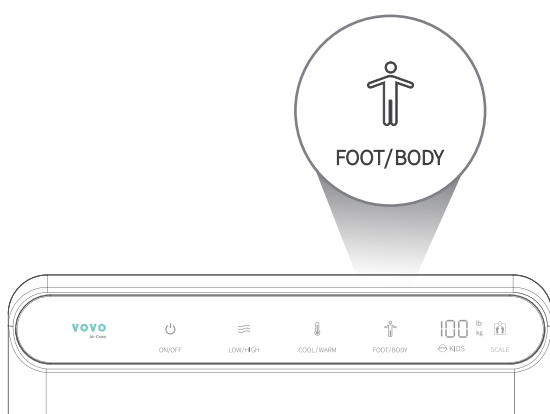 FOOT/BODY
VOVO
Air Care
ON/OFF
LOW/HIGH
COOL/WARM
FOOT/BODY
100 lb kg
KIDS
SCALE